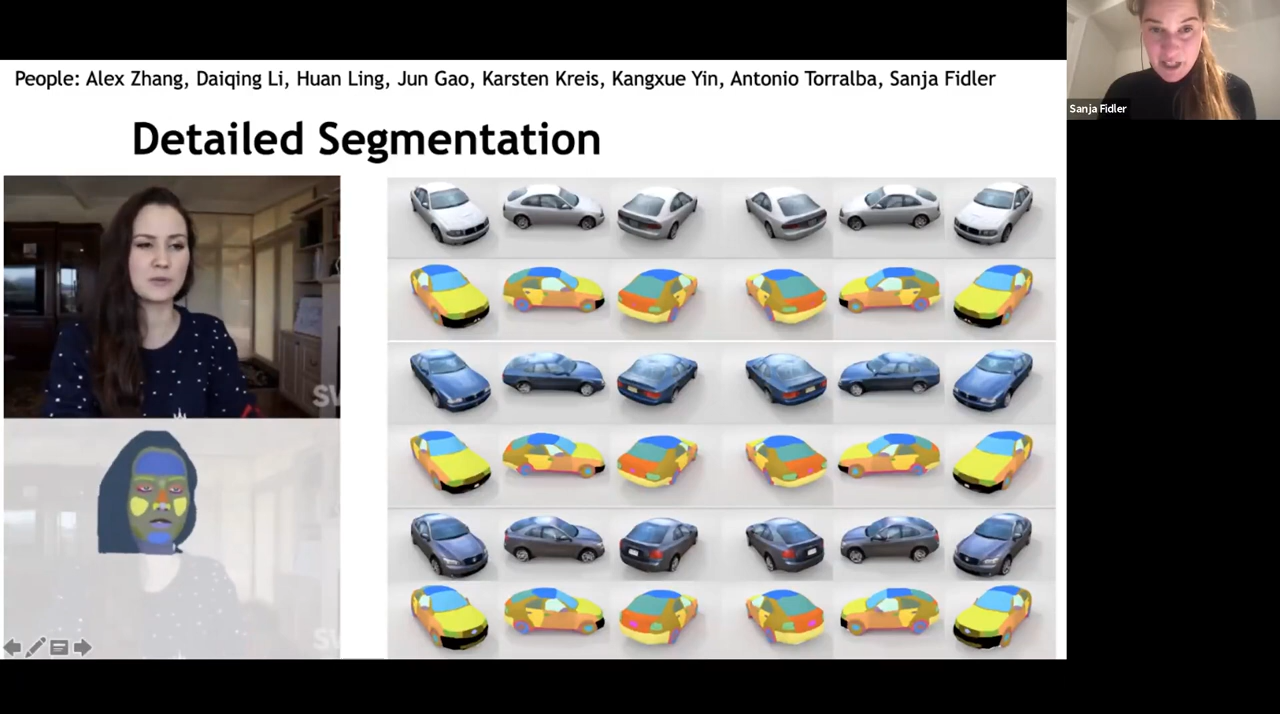 People: Alex Zhang, Daiqing Li, Huan Ling, Jun Gao, Karsten Kreis, Kangxue Yin, Antonio Torralba, Sanja Fidler
Sanja Fidler
Detailed Segmentation